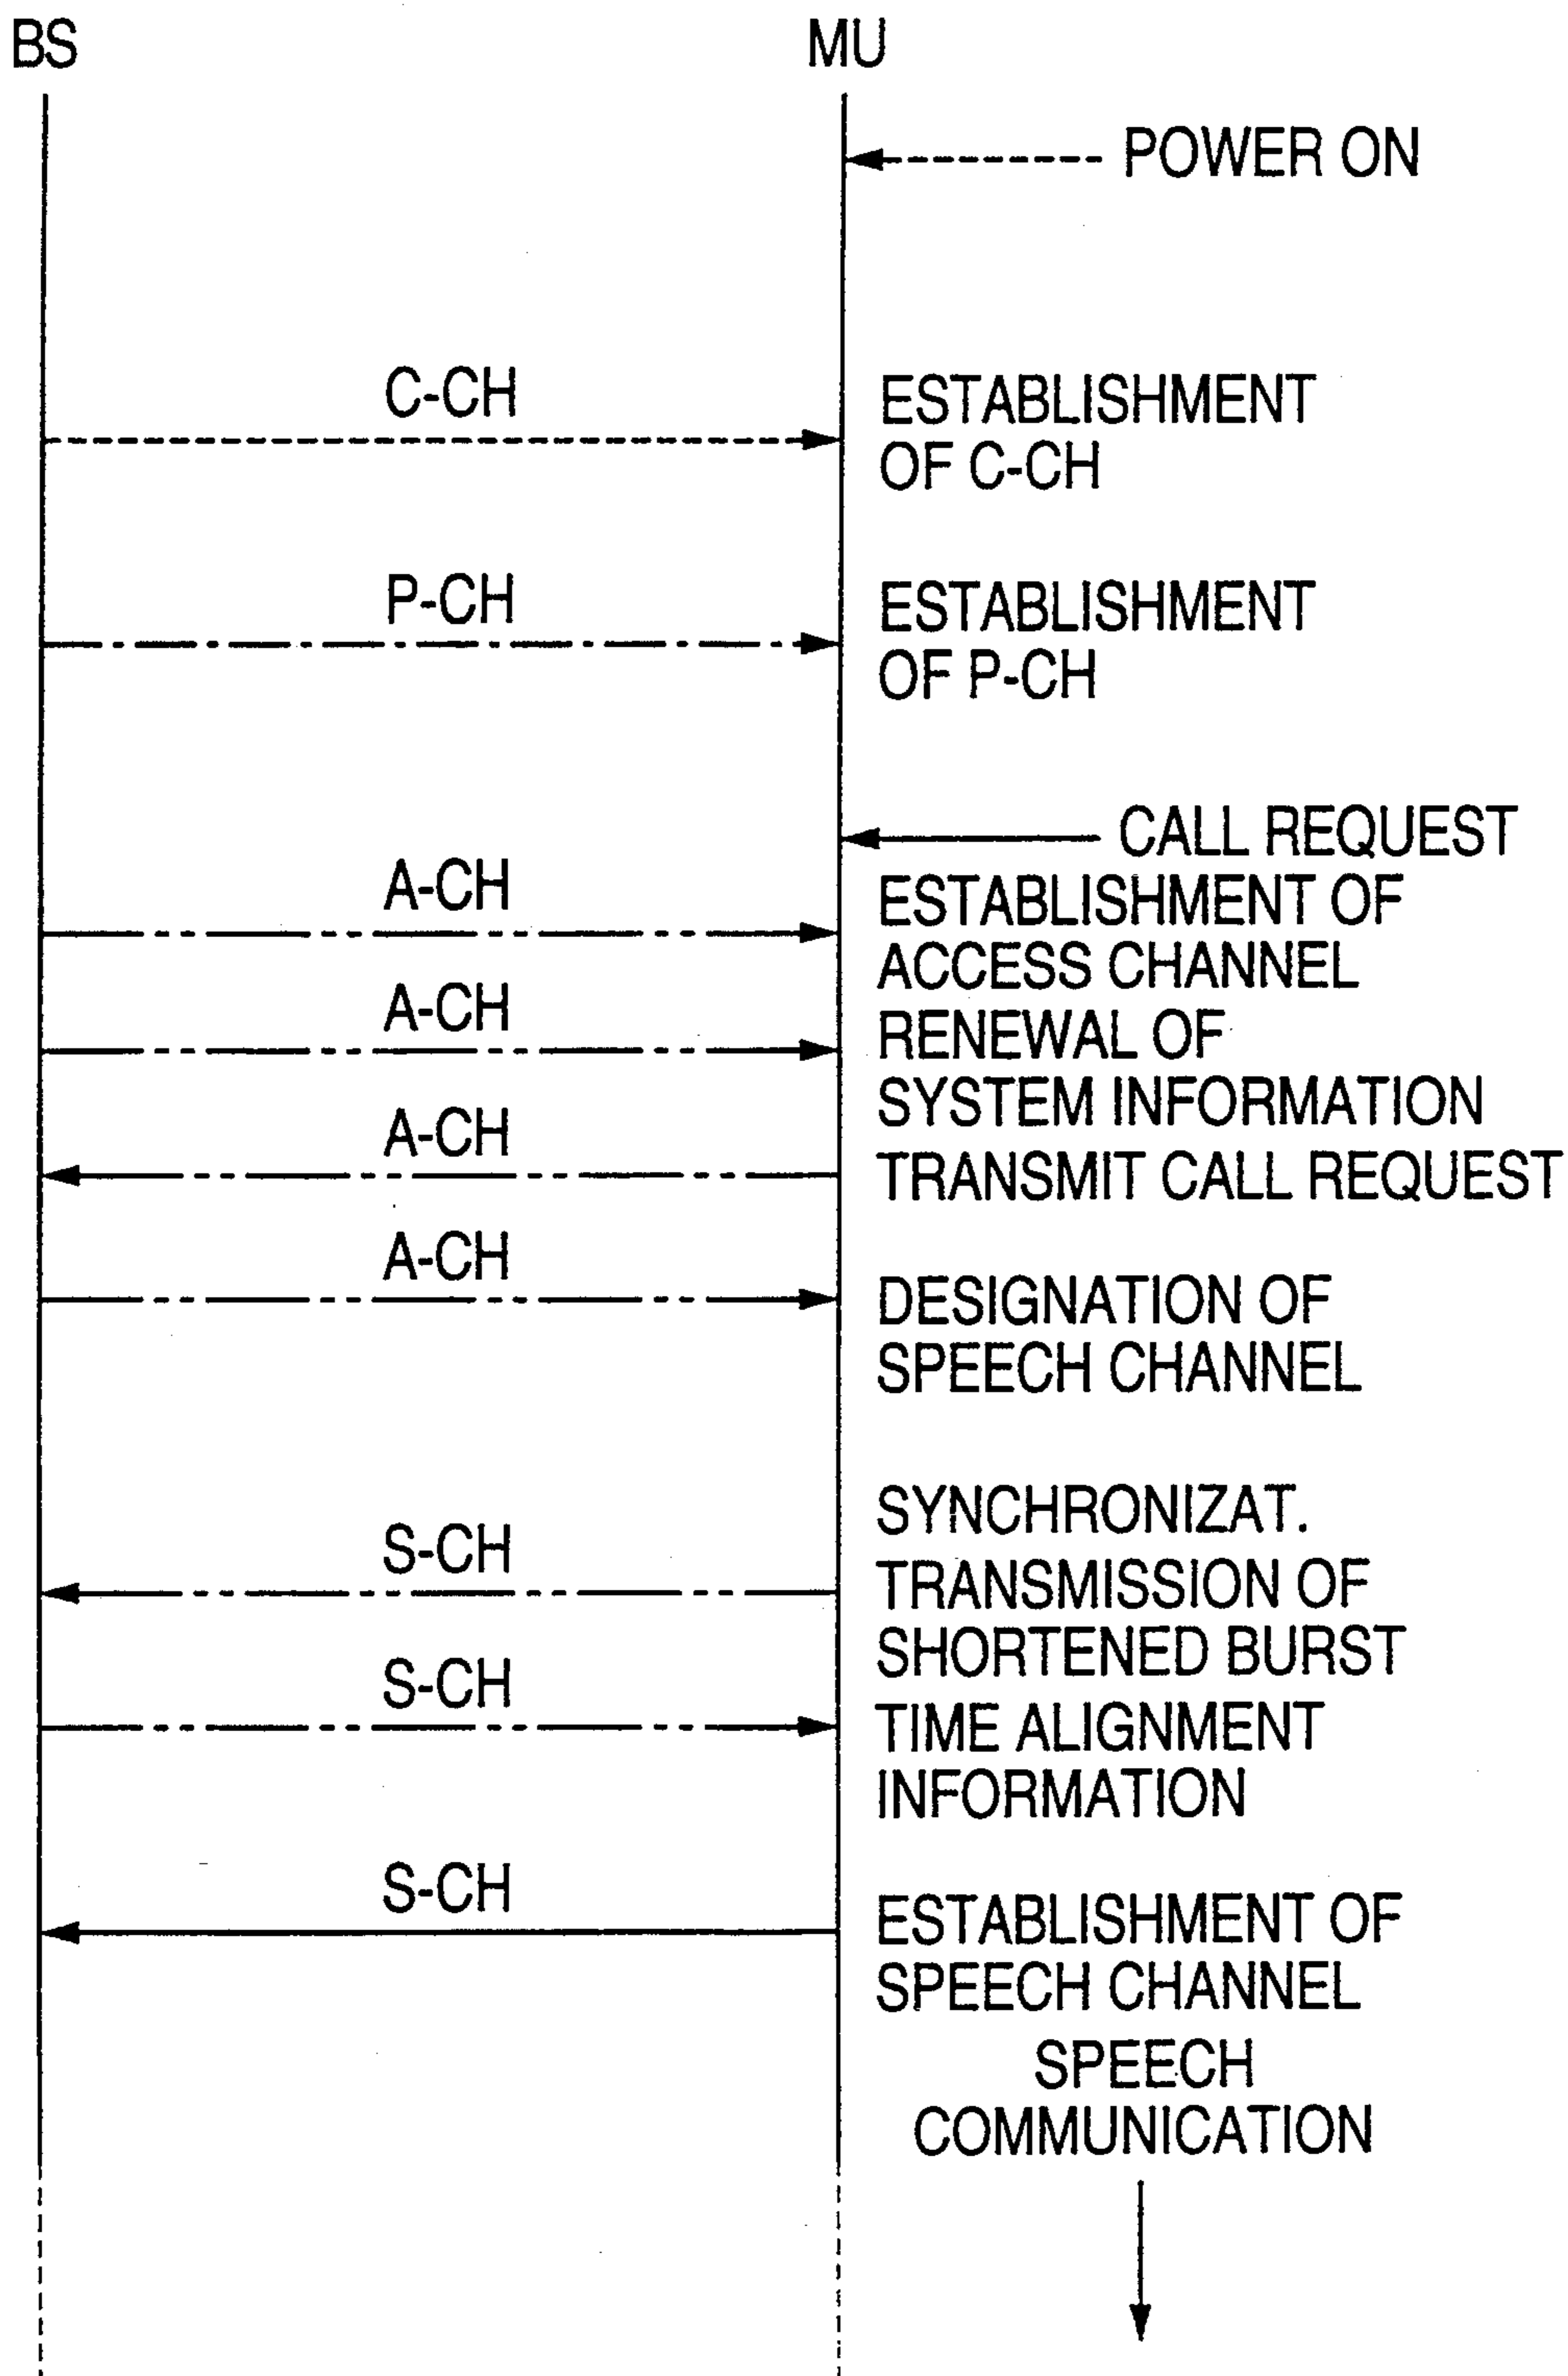 BS
MU
POWER ON
C-CH
ESTABLISHMENT
OF C-CH
P-CH
ESTABLISHMENT
OF P-CH
CALL REQUEST
A-CH
ESTABLISHMENT OF
ACCESS CHANNEL
A-CH
RENEWAL OF
SYSTEM INFORMATION
A-CH
TRANSMIT CALL REQUEST
A-CH
DESIGNATION OF
SPEECH CHANNEL
SYNCHRONIZAT.
S-CH
TRANSMISSION OF
SHORTENED BURST
S-CH
TIME ALIGNMENT
INFORMATION
S-CH
ESTABLISHMENT OF
SPEECH CHANNEL
SPEECH
COMMUNICATION